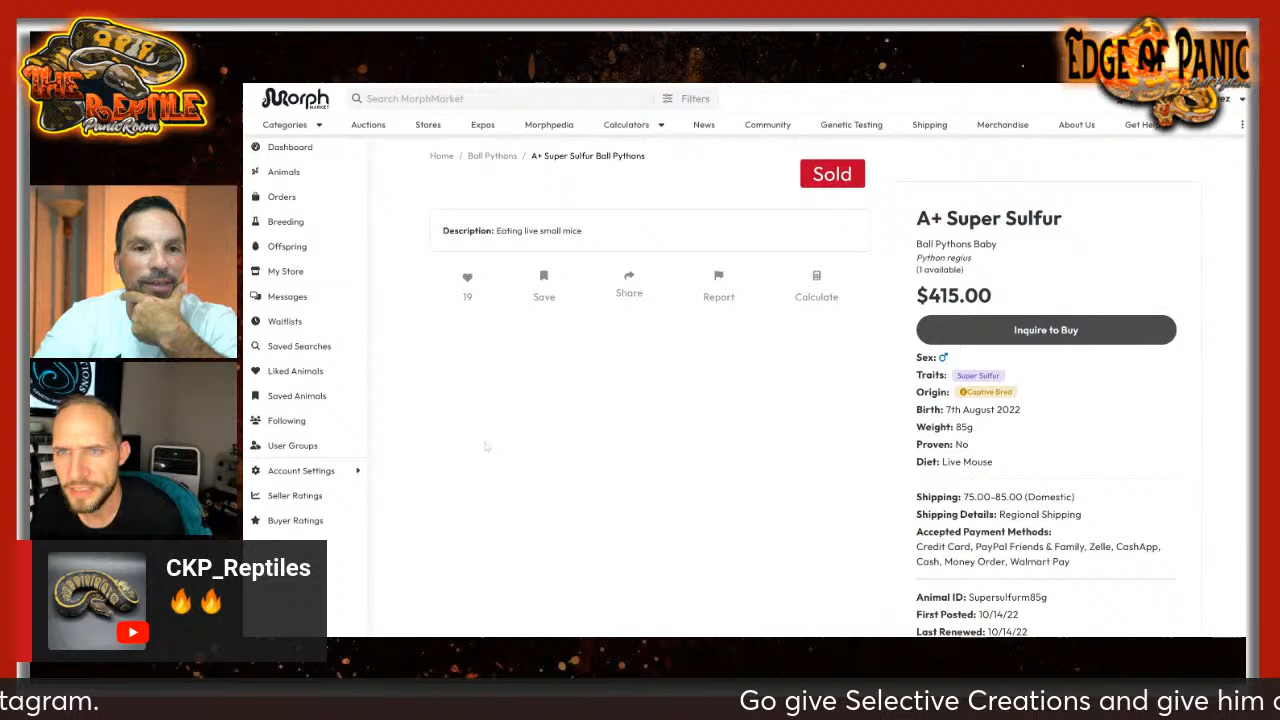 THE REPTILE
PanicRoom
EDGE OF PANIC
Ball Pythons
Morph
MARKET
Search MorphMarket
Filters
ez
Categories
Auctions
Stores
Expos
Morphpedia
Calculators
News
Community
Genetic Testing
Shipping
Merchandise
About Us
Get Hel
Dashboard
Animals
Orders
Breeding
Offspring
My Store
Messages
Waitlists
Saved Searches
Liked Animals
Saved Animals
Following
User Groups
Account Settings
Seller Ratings
Buyer Ratings
Home / Ball Pythons / A+ Super Sulfur Ball Pythons
Sold
Description: Eating live small mice
19
Save
Share
Report
Calculate
A+ Super Sulfur
Ball Pythons Baby
Python regius
(1 available)
$415.00
Inquire to Buy
Sex: ♂
Traits: Super Sulfur
Origin: Captive Bred
Birth: 7th August 2022
Weight: 85g
Proven: No
Diet: Live Mouse
Shipping: 75.00-85.00 (Domestic)
Shipping Details: Regional Shipping
Accepted Payment Methods:
Credit Card, PayPal Friends & Family, Zelle, CashApp,
Cash, Money Order, Walmart Pay
Animal ID: Supersulfurm85g
First Posted: 10/14/22
Last Renewed: 10/14/22
CKP_Reptiles
🔥🔥
tagram.
Go give Selective Creations and give him a